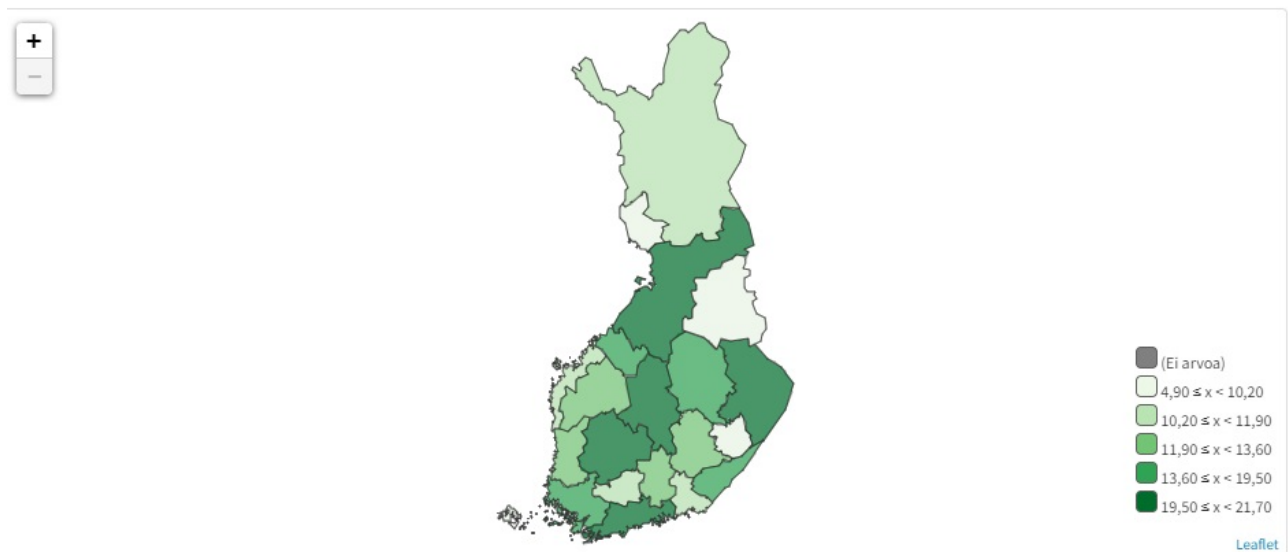 +
−
(Ei arvoa)
4,90 ≤ x < 10,20
10,20 ≤ x < 11,90
11,90 ≤ x < 13,60
13,60 ≤ x < 19,50
19,50 ≤ x < 21,70
Leaflet